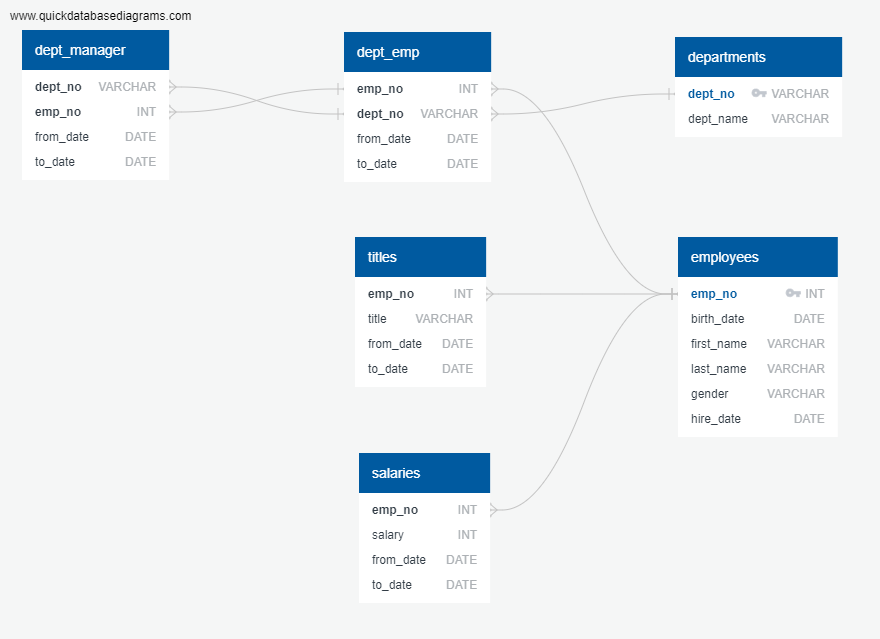 www.quickdatabasediagrams.com
dept_manager
dept_no VARCHAR
emp_no INT
from_date DATE
to_date DATE
dept_emp
emp_no INT
dept_no VARCHAR
from_date DATE
to_date DATE
departments
dept_no VARCHAR
dept_name VARCHAR
titles
emp_no INT
title VARCHAR
from_date DATE
to_date DATE
employees
emp_no INT
birth_date DATE
first_name VARCHAR
last_name VARCHAR
gender VARCHAR
hire_date DATE
salaries
emp_no INT
salary INT
from_date DATE
to_date DATE